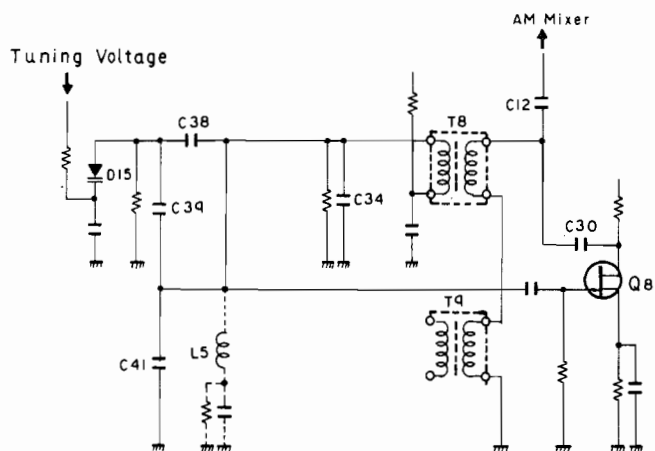 AM Mixer
Tuning Voltage
C12
C38
T8
D15
C39
C34
C30
Q8
T9
C41
L5